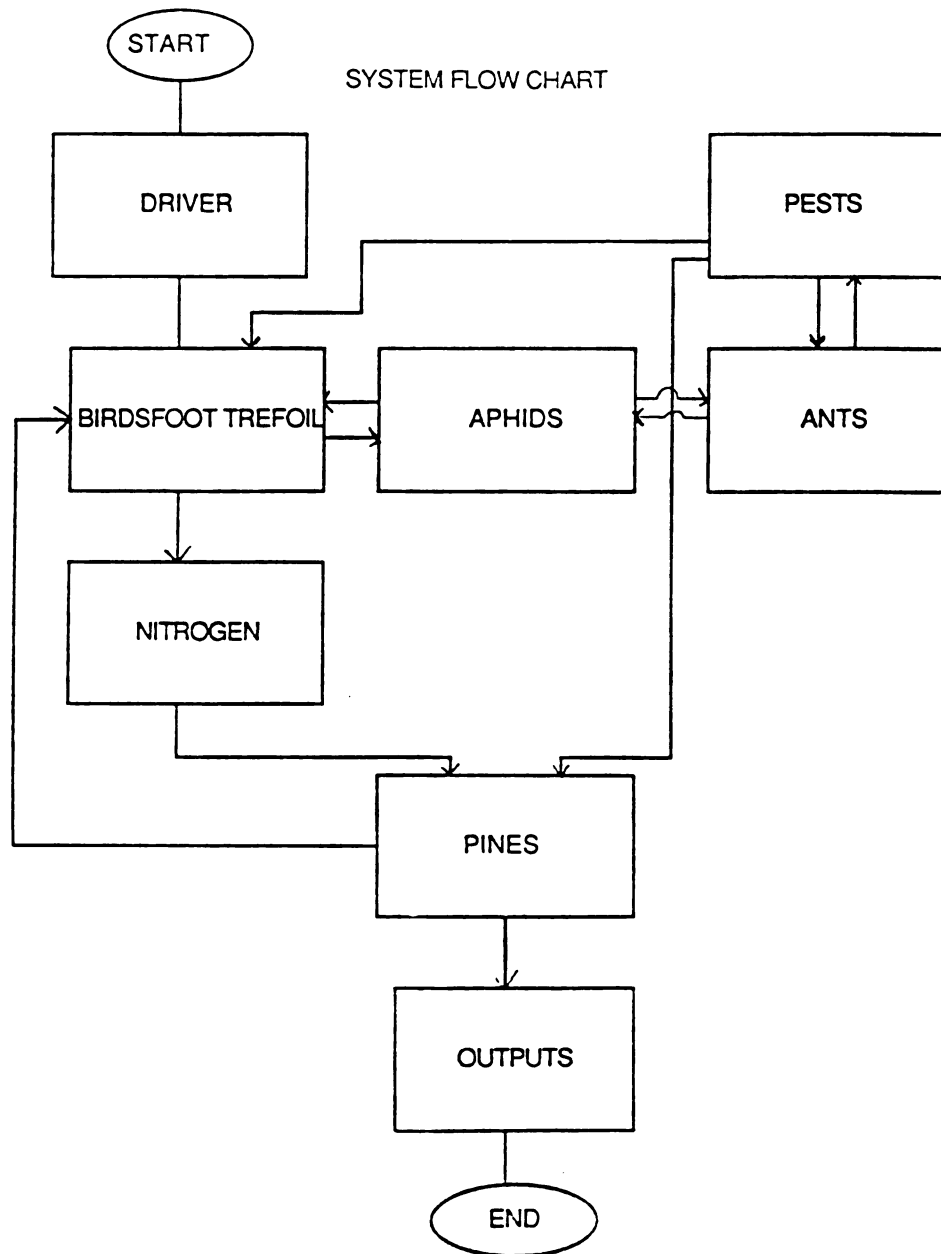 START
SYSTEM FLOW CHART
DRIVER
PESTS
BIRDSFOOT TREFOIL
APHIDS
ANTS
NITROGEN
PINES
OUTPUTS
END